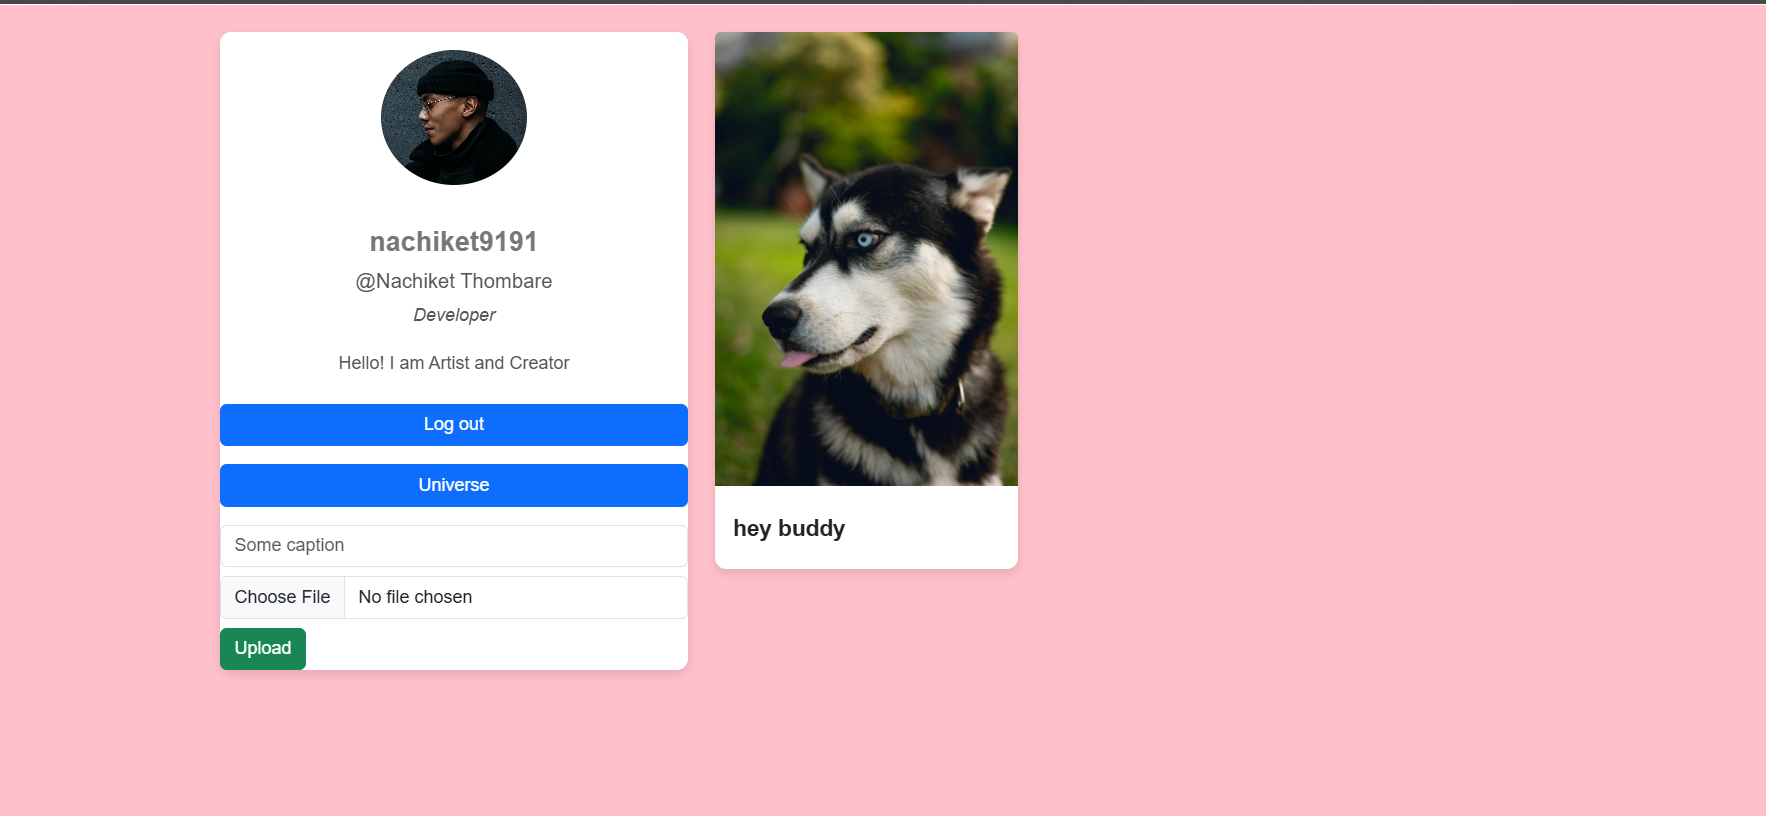 nachiket9191
@Nachiket Thombare
Developer
Hello! I am Artist and Creator
Log out
Universe
Some caption
Choose File No file chosen
Upload
hey buddy